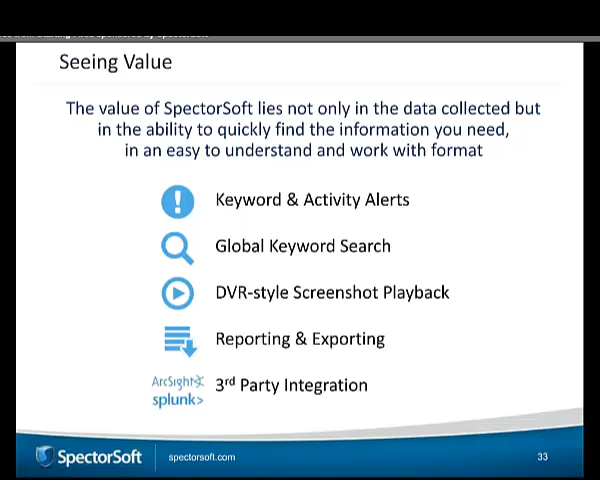 Seeing Value
The value of SpectorSoft lies not only in the data collected but
in the ability to quickly find the information you need,
in an easy to understand and work with format
Keyword & Activity Alerts
Global Keyword Search
DVR-style Screenshot Playback
Reporting & Exporting
ArcSight
splunk>
3rd Party Integration
SpectorSoft
spectorsoft.com
33